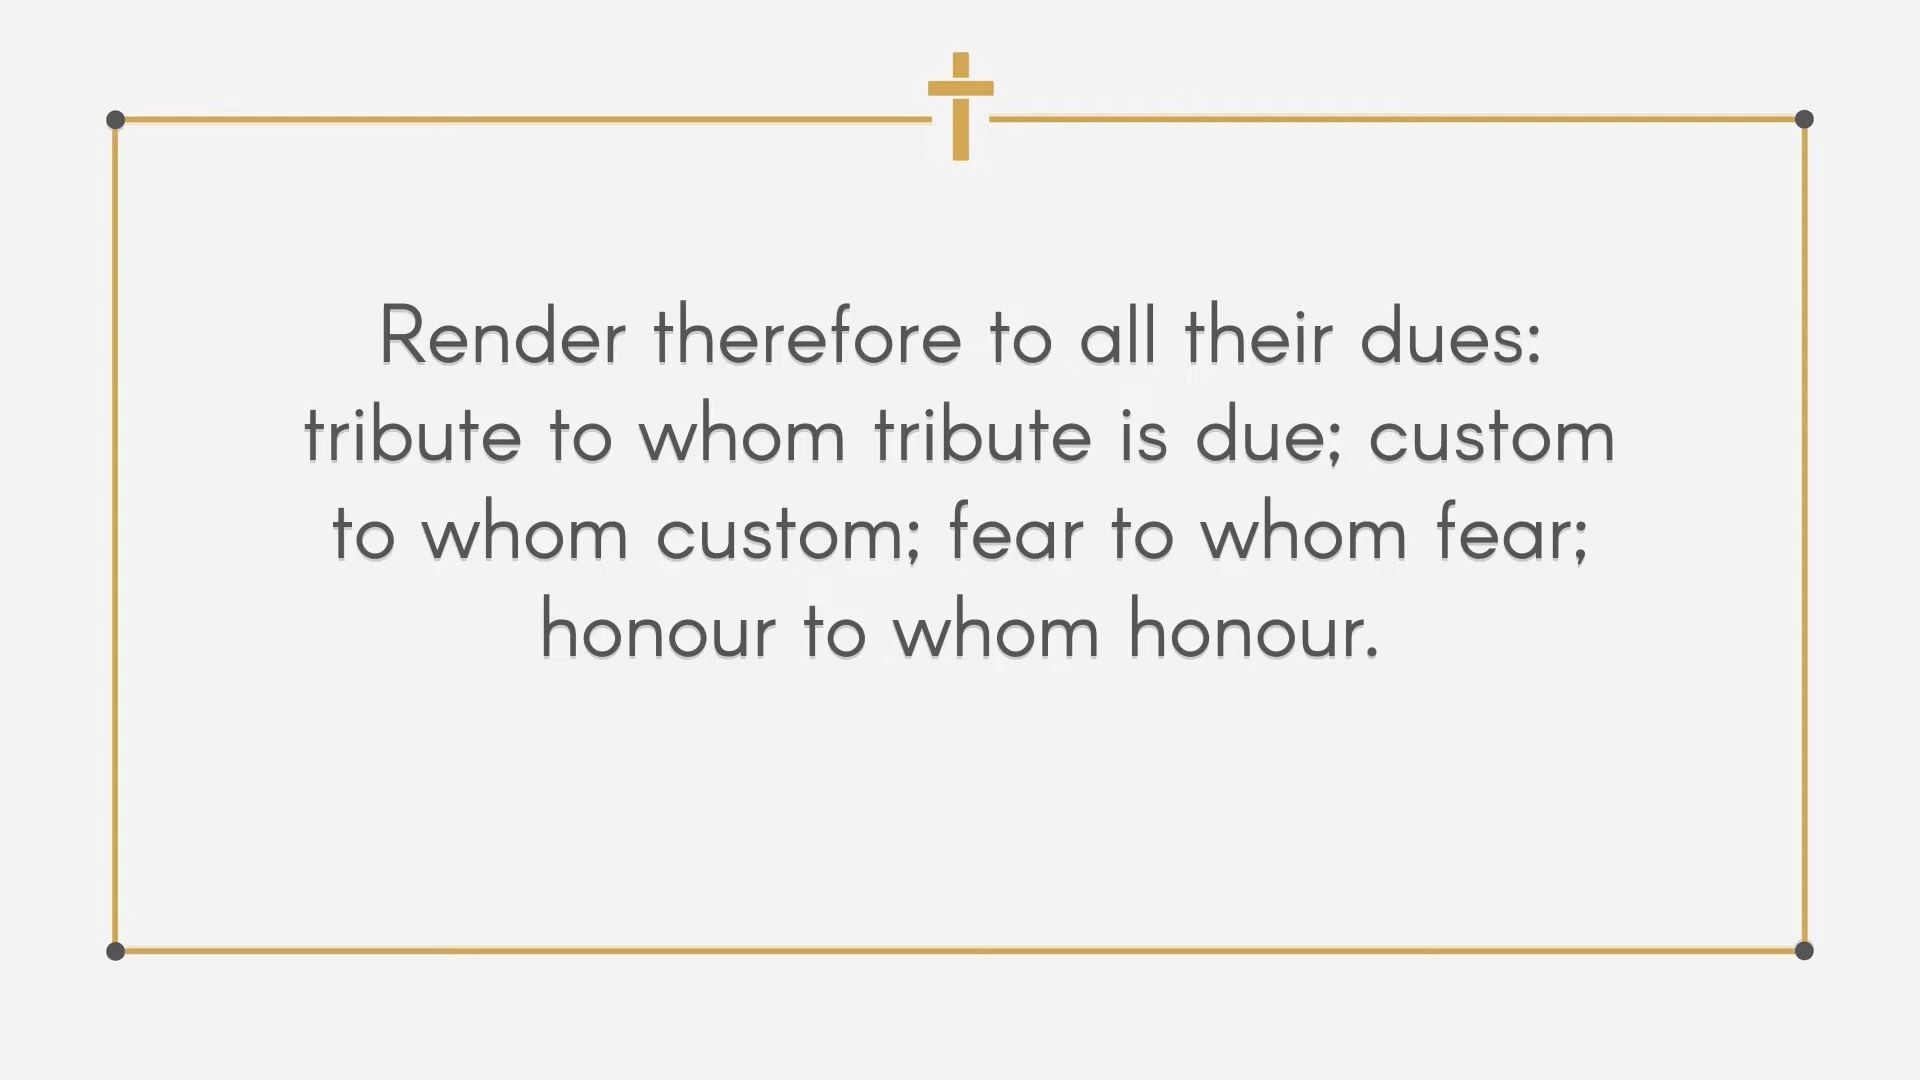 Render therefore to all their dues:
tribute to whom tribute is due; custom
to whom custom; fear to whom fear;
honour to whom honour.